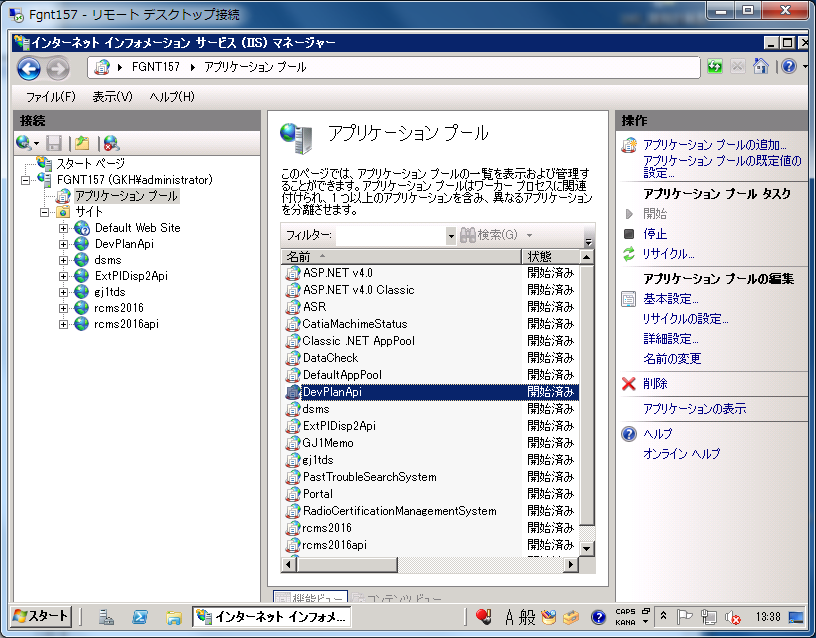 Fgnt157 - リモート デスクトップ接続
インターネット インフォメーション サービス (IIS) マネージャー
FGNT157 アプリケーション プール
ファイル(F) 表示(V) ヘルプ(H)
接続
スタート ページ
FGNT157 (GKH¥administrator)
アプリケーション プール
サイト
Default Web Site
DevPlanApi
dsms
ExtPIDisp2Api
gj1tds
rcms2016
rcms2016api
アプリケーション プール
このページでは、アプリケーション プールの一覧を表示および管理す
ることができます。アプリケーション プールはワーカー プロセスに関連
付けられ、1 つ以上のアプリケーションを含み、異なるアプリケーション
を分離させます。
フィルター: 検索(G)
名前 状態
ASP.NET v4.0 開始済み
ASP.NET v4.0 Classic 開始済み
ASR 開始済み
CatiaMachimeStatus 開始済み
Classic .NET AppPool 開始済み
DataCheck 開始済み
DefaultAppPool 開始済み
DevPlanApi 開始済み
dsms 開始済み
ExtPIDisp2Api 開始済み
GJ1Memo 開始済み
gj1tds 開始済み
PastTroubleSearchSystem 開始済み
Portal 開始済み
RadioCertificationManagementSystem 開始済み
rcms2016 開始済み
rcms2016api 開始済み
機能ビュー コンテンツ ビュー
操作
アプリケーション プールの追加...
アプリケーション プールの既定値の
設定...
アプリケーション プール タスク
開始
停止
リサイクル...
アプリケーション プールの編集
基本設定...
リサイクルの設定...
詳細設定...
名前の変更
削除
アプリケーションの表示
ヘルプ
オンライン ヘルプ
スタート インターネット インフォメ... A 般 CAPS KANA 13:38